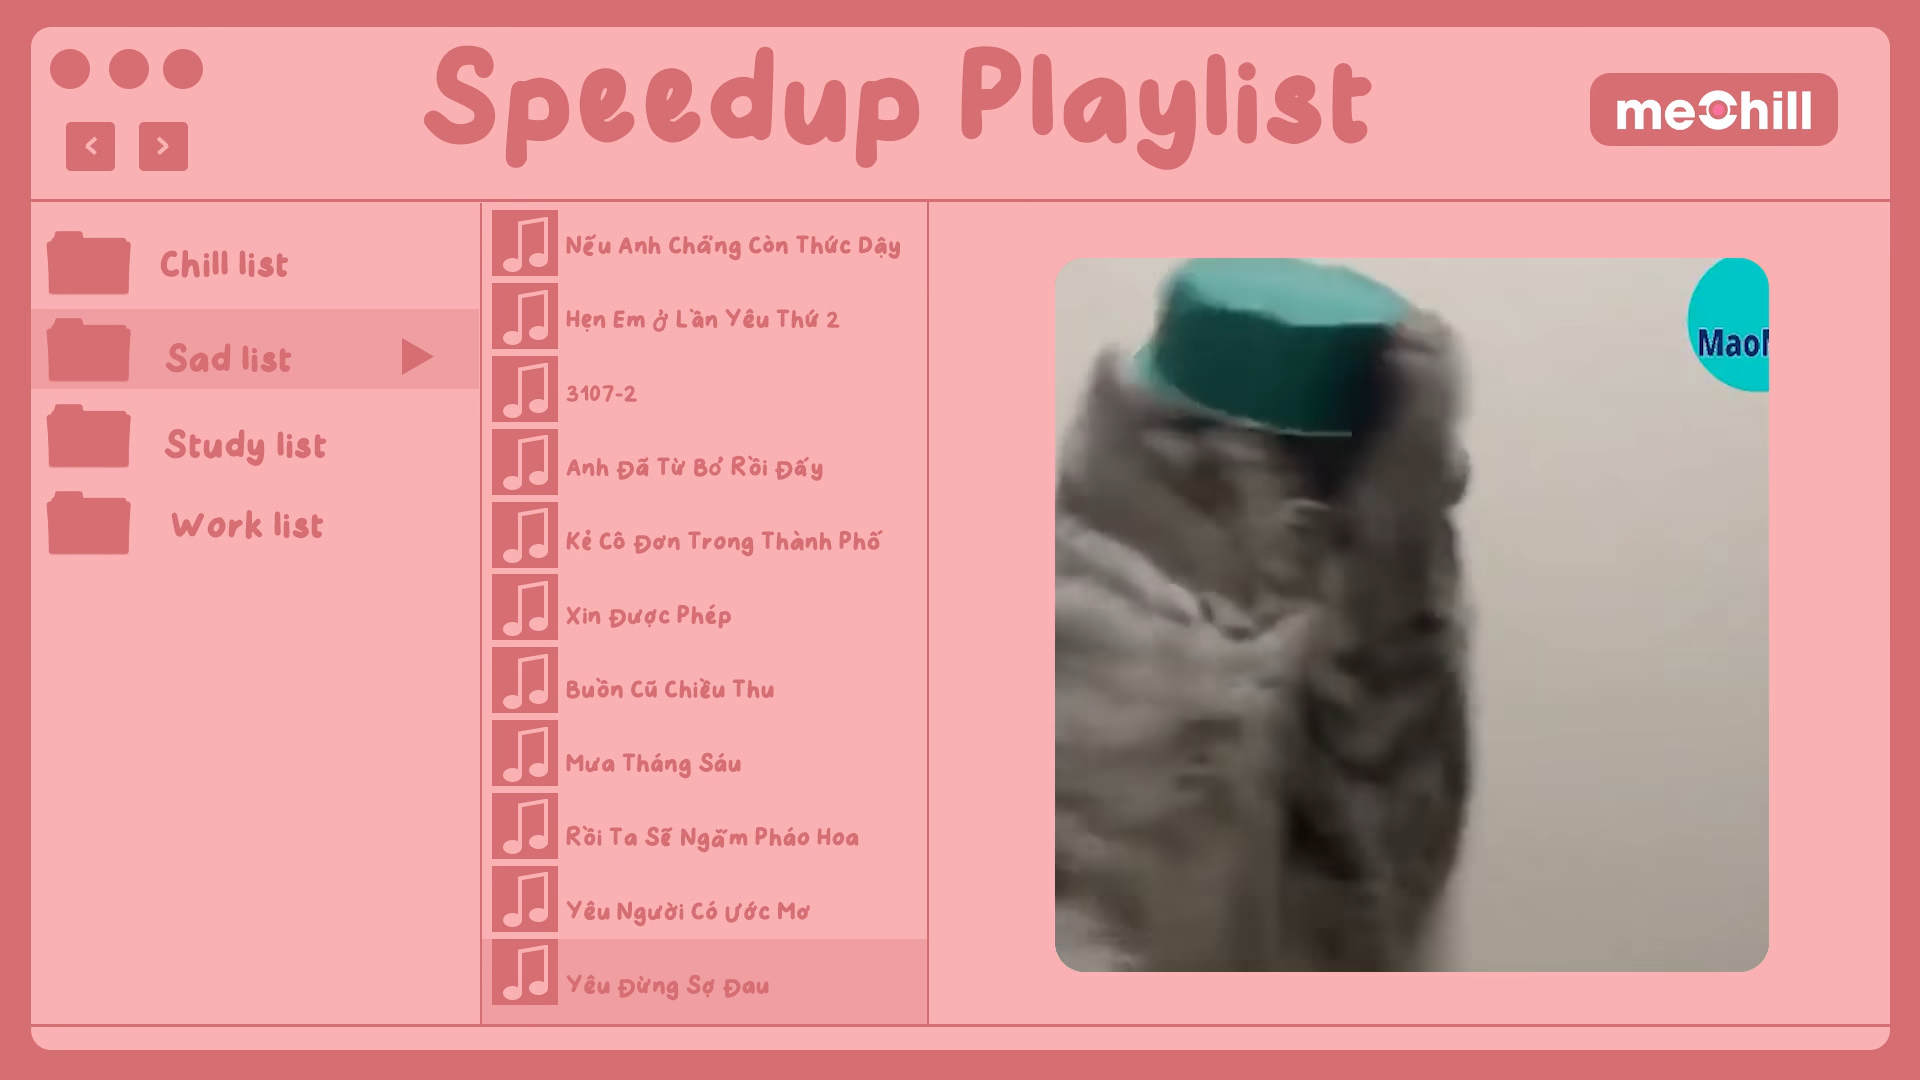 Speedup Playlist
mechill
Chill list
Sad list
Study list
Work list
Nếu Anh Chẳng Còn Thức Dậy
Hẹn Em ở Lần Yêu Thứ 2
3107-2
Anh Đã Từ Bỏ Rồi Đấy
Kẻ Cô Đơn Trong Thành Phố
Xin Được Phép
Buồn Cũ Chiều Thu
Mưa Tháng Sáu
Rồi Ta Sẽ Ngắm Pháo Hoa
Yêu Người Có Ước Mơ
Yêu Đừng Sợ Đau